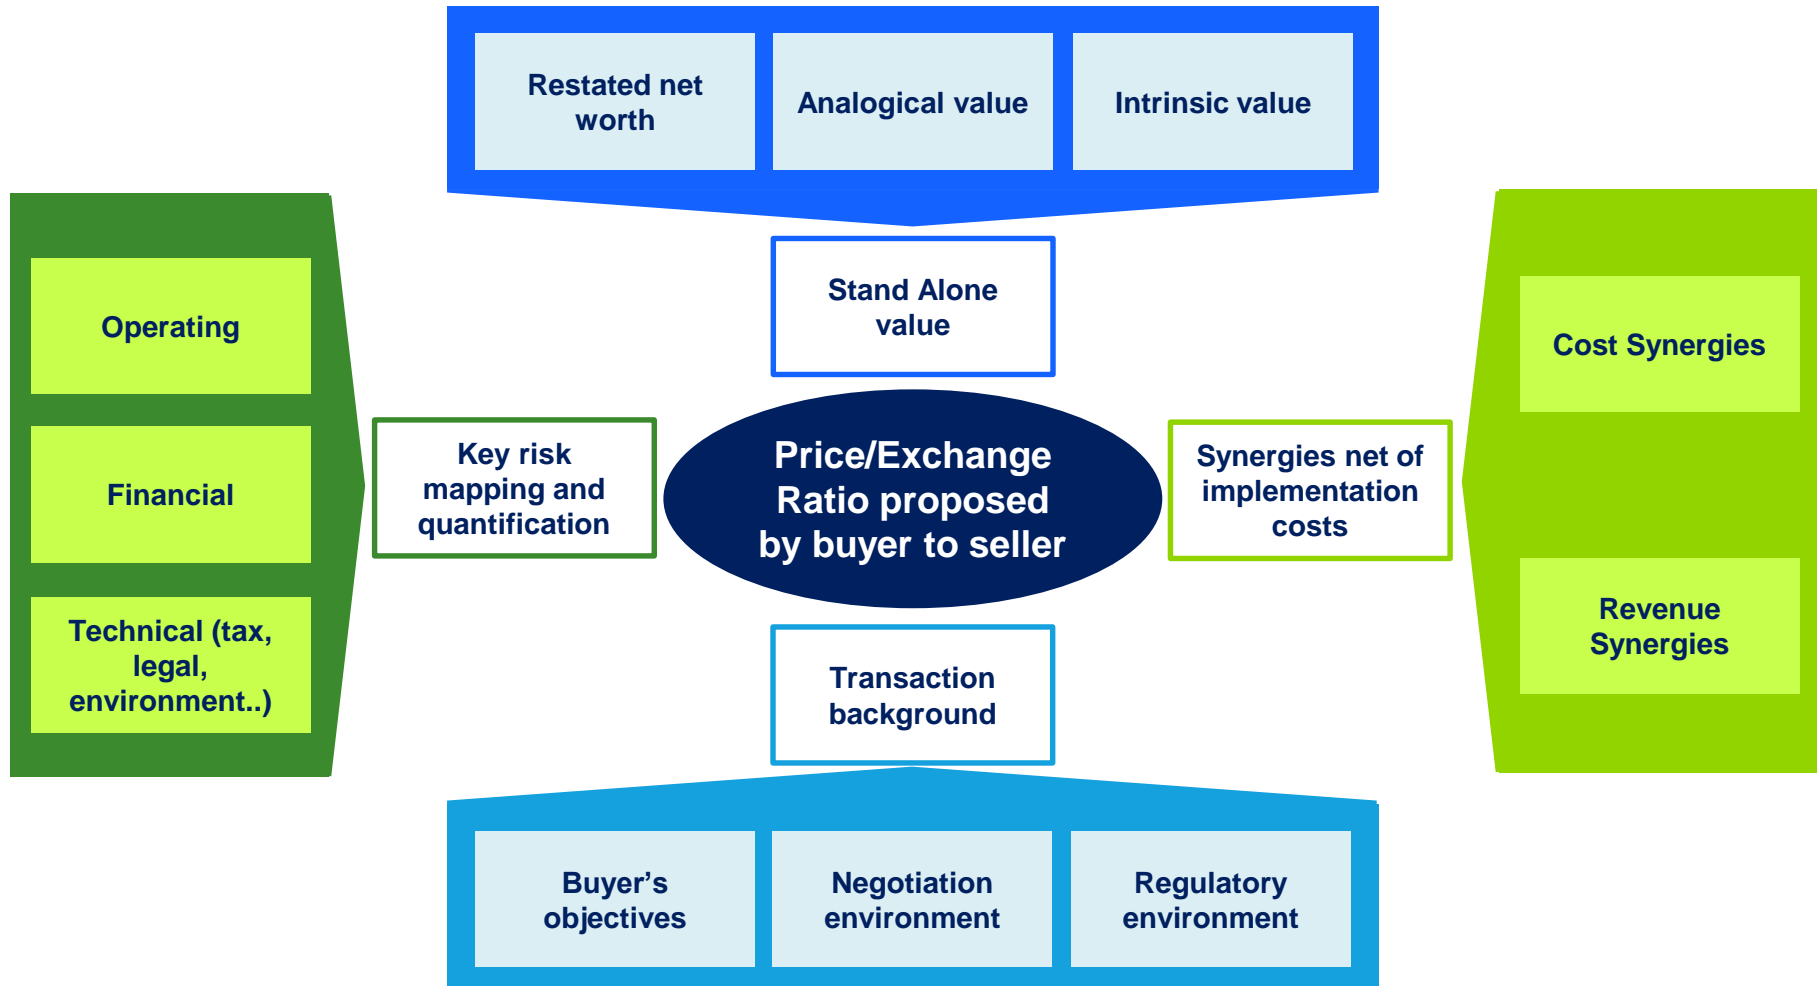 Restated net
worth
Analogical value
Intrinsic value
Stand Alone
value
Operating
Financial
Technical (tax,
legal,
environment..)
Key risk
mapping and
quantification
Price/Exchange
Ratio proposed
by buyer to seller
Synergies net of
implementation
costs
Cost Synergies
Revenue
Synergies
Transaction
background
Buyer’s
objectives
Negotiation
environment
Regulatory
environment